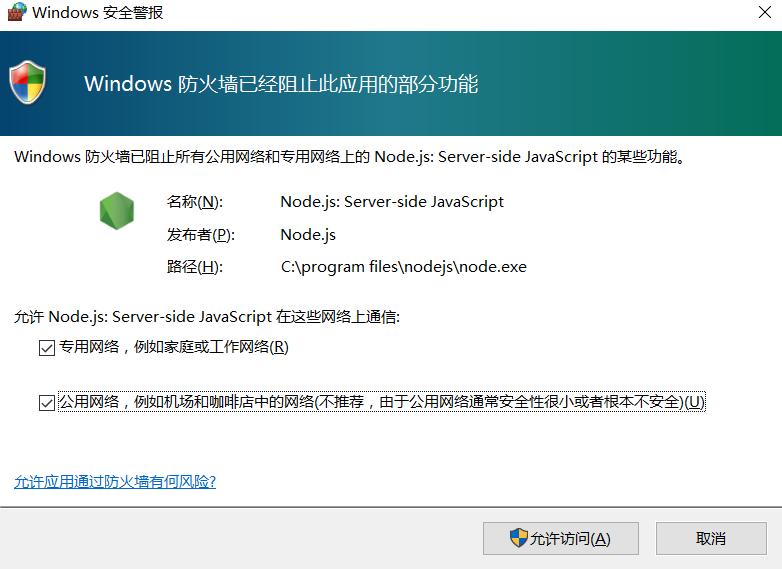 Windows 安全警报
Windows 防火墙已经阻止此应用的部分功能
Windows 防火墙已阻止所有公用网络和专用网络上的 Node.js: Server-side JavaScript 的某些功能。
名称(N): Node.js: Server-side JavaScript
发布者(P): Node.js
路径(H): C:\program files\nodejs\node.exe
允许 Node.js: Server-side JavaScript 在这些网络上通信:
专用网络，例如家庭或工作网络(R)
公用网络，例如机场和咖啡店中的网络(不推荐，由于公用网络通常安全性很小或者根本不安全)(U)
允许应用通过防火墙有何风险?
允许访问(A) 取消